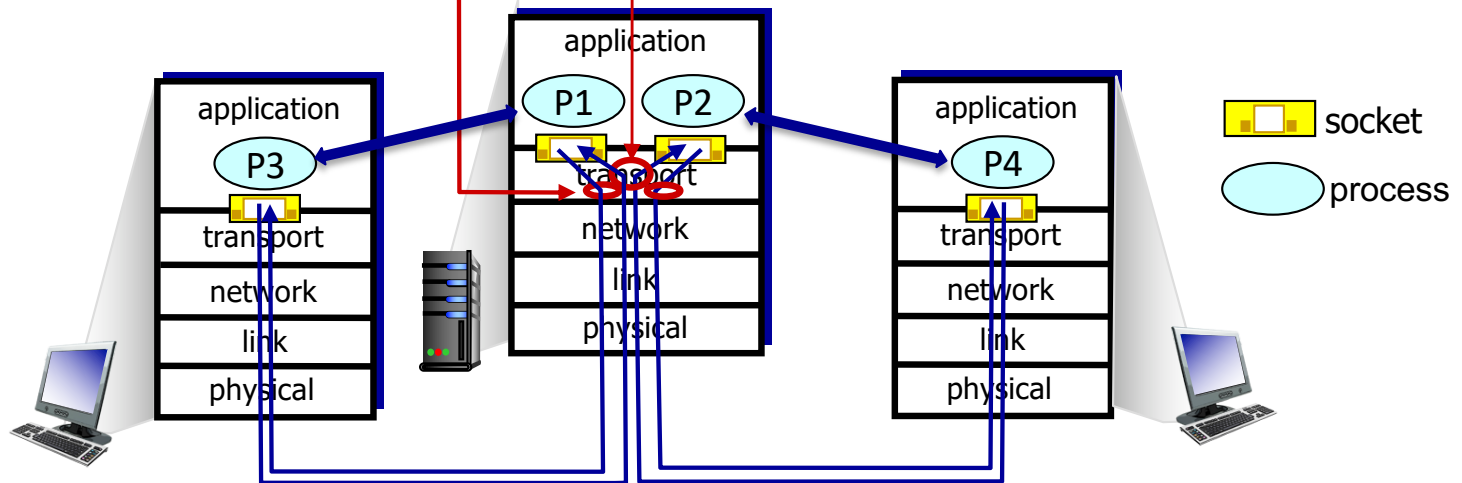 application
P3
transport
network
link
physical
application
P1 P2
transport
network
link
physical
application
P4
transport
network
link
physical
socket
process